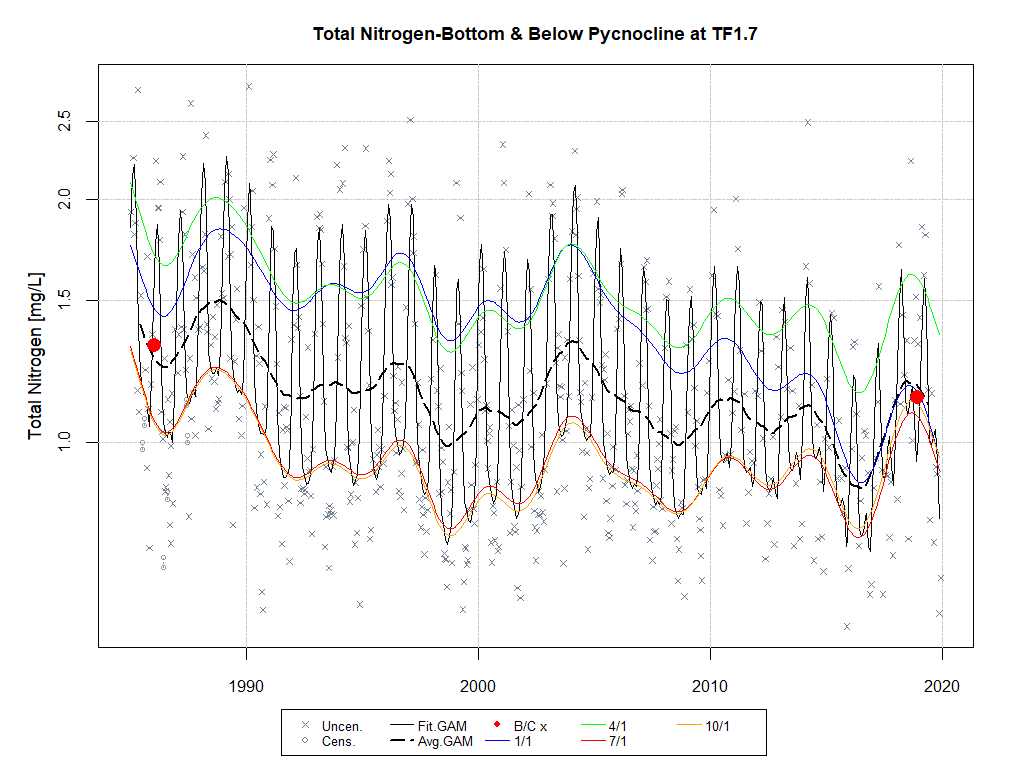 Total Nitrogen-Bottom & Below Pycnocline at TF1.7
Total Nitrogen [mg/L]
2.5
2.0
1.5
1.0
1990 2000 2010 2020
Uncen. Fit.GAM B/C x 4/1 10/1
Cens. Avg.GAM 1/1 7/1